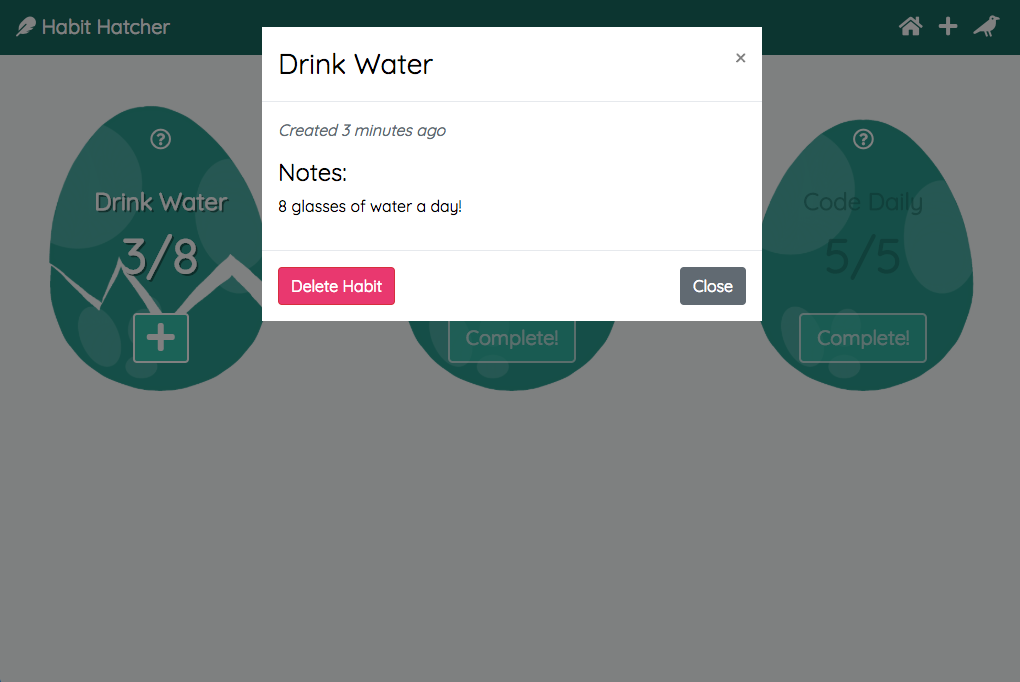 Habit Hatcher
Drink Water
×
Created 3 minutes ago
Notes:
8 glasses of water a day!
Delete Habit
Close
Drink Water
3/8
Complete!
Code Daily
5/5
Complete!